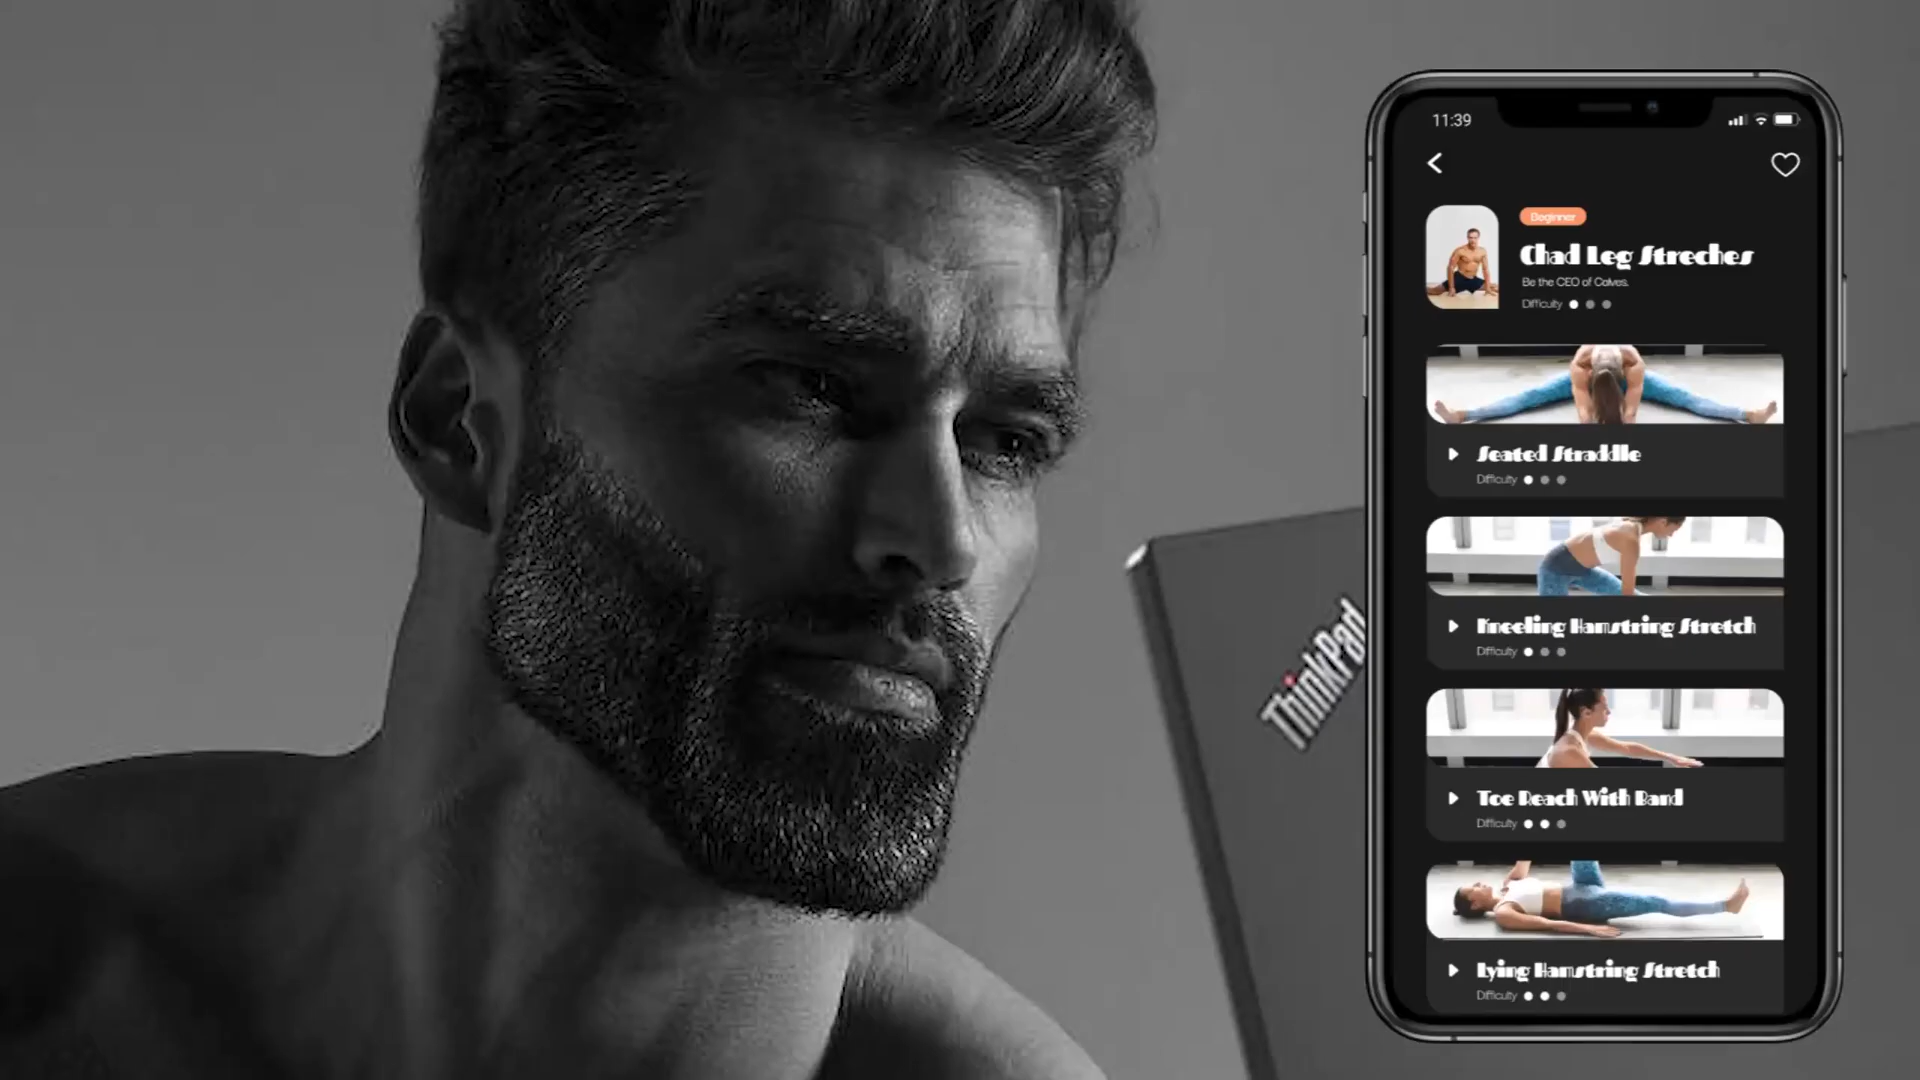 ThinkPad
11:39
Beginner
Chad Leg Streches
Be the CEO of Calves.
Difficulty
Seated Straddle
Difficulty
Kneeling Hamstring Stretch
Difficulty
Toe Reach With Band
Difficulty
Lying Hamstring Stretch
Difficulty